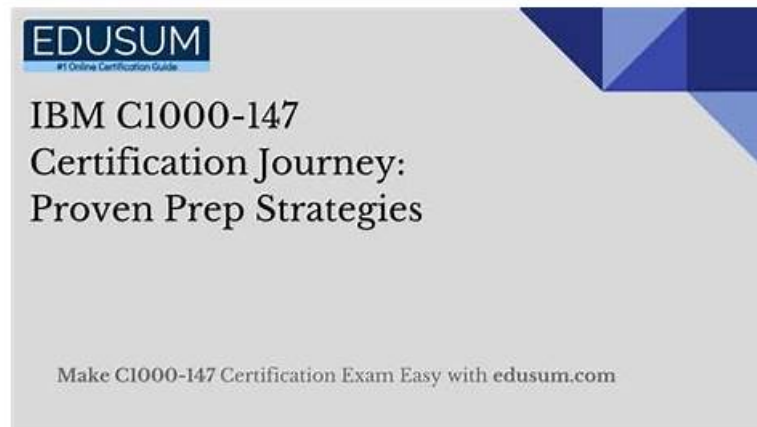 EDUSUM
#1 Online Certification Guide
IBM C1000-147
Certification Journey:
Proven Prep Strategies
Make C1000-147 Certification Exam Easy with edusum.com